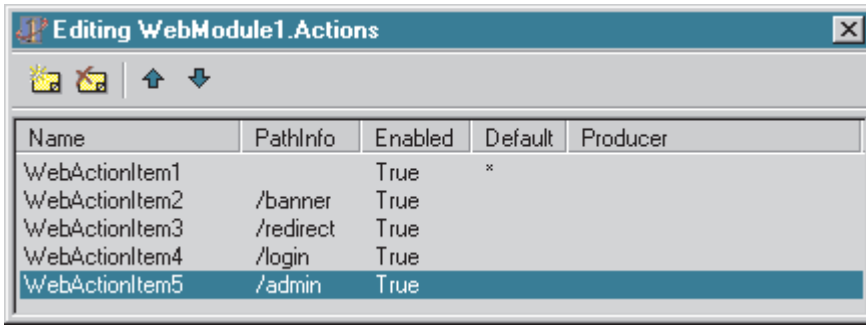 Editing WebModule1.Actions
Name PathInfo Enabled Default Producer
WebActionItem1 True *
WebActionItem2 /banner True
WebActionItem3 /redirect True
WebActionItem4 /login True
WebActionItem5 /admin True